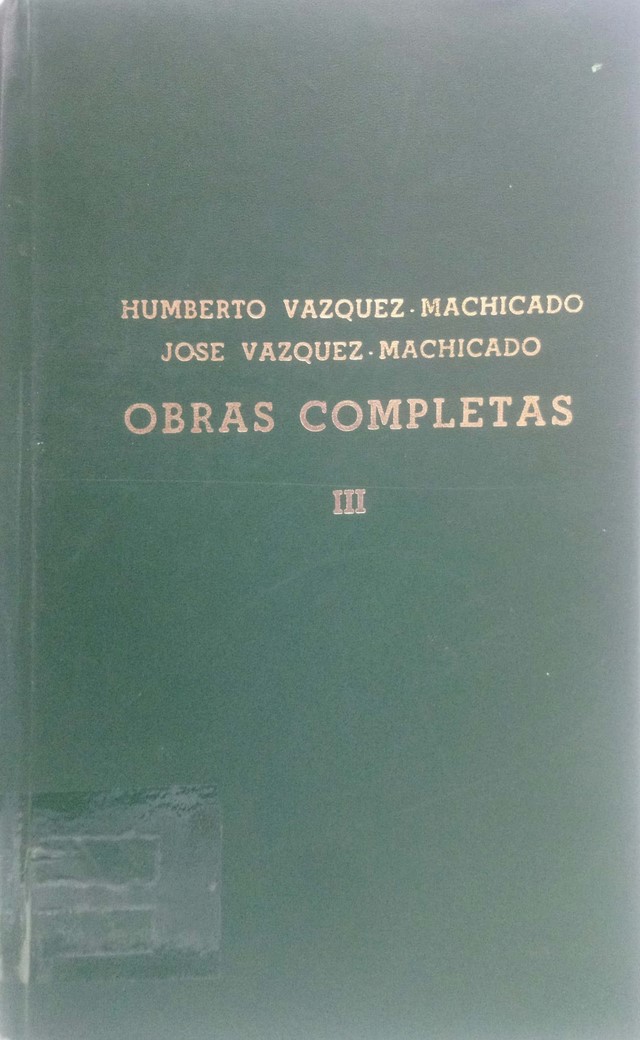 HUMBERTO VAZQUEZ·MACHICADO
JOSE VAZQUEZ·MACHICADO
OBRAS COMPLETAS
III